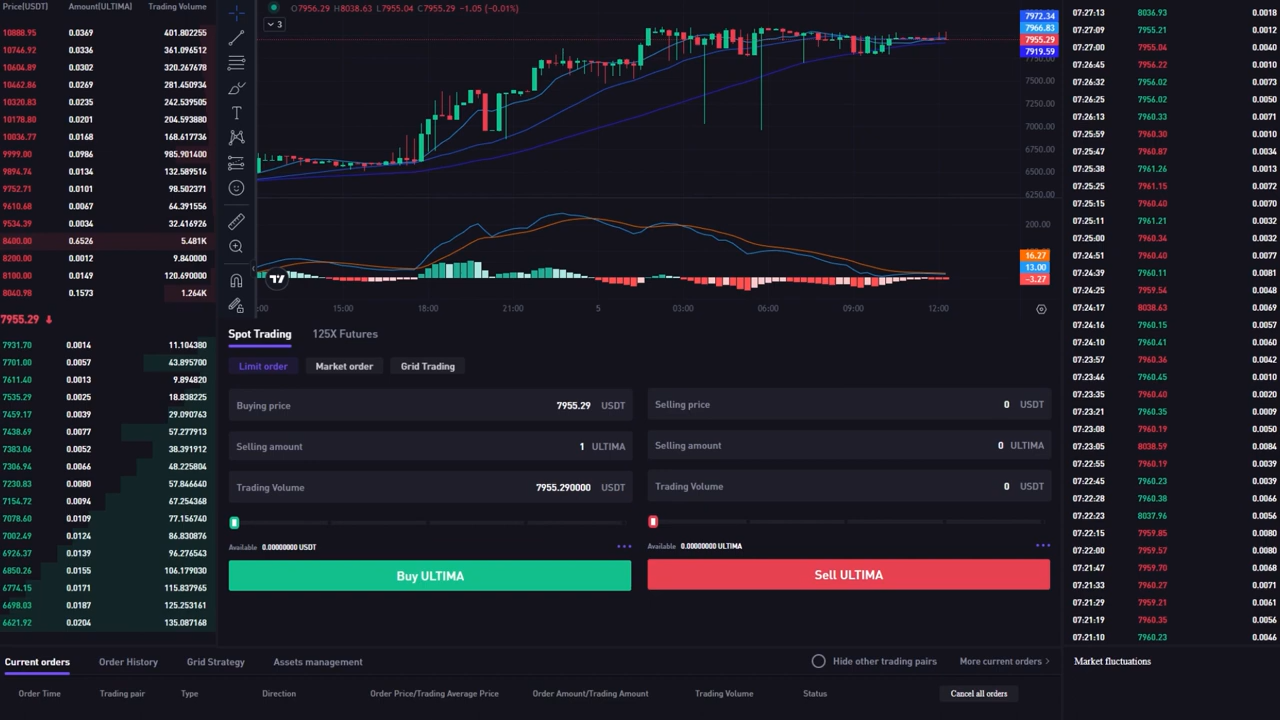 Price(USDT) Amount(ULTIMA) Trading Volume
10888.95 0.0369 401.802255
10746.92 0.0336 361.096512
10604.89 0.0302 320.267678
10462.86 0.0269 281.450934
10320.83 0.0235 242.539505
10178.80 0.0201 204.593880
10036.77 0.0168 168.617736
9999.00 0.0986 985.901400
9894.74 0.0134 132.589516
9752.71 0.0101 98.502371
9610.68 0.0067 64.391556
9534.39 0.0034 32.416926
8400.00 0.6526 5.481K
8200.00 0.0012 9.840000
8100.00 0.0149 120.690000
8040.98 0.1573 1.264K
7955.29
7931.70 0.0014 11.104380
7701.00 0.0057 43.895700
7611.40 0.0013 9.894820
7535.29 0.0025 18.838225
7459.17 0.0039 29.090763
7438.69 0.0077 57.277913
7383.06 0.0052 38.391912
7306.94 0.0066 48.225804
7230.83 0.0080 57.846640
7154.72 0.0094 67.254368
7078.60 0.0109 77.156740
7002.49 0.0124 86.830876
6926.37 0.0139 96.276543
6850.26 0.0155 106.179030
6774.15 0.0171 115.837965
6698.03 0.0187 125.253161
6621.92 0.0204 135.087168
O7956.29 H8038.63 L7955.04 C7955.29 −1.05 (−0.01%)
3
7972.34
7966.83
7955.29
7919.59
7500.00
7250.00
7000.00
6750.00
6500.00
6250.00
200.00
16.27
13.00
−3.27
:00 15:00 18:00 21:00 5 03:00 06:00 09:00 12:00
Spot Trading 125X Futures
Limit order Market order Grid Trading
Buying price 7955.29 USDT
Selling amount 1 ULTIMA
Trading Volume 7955.290000 USDT
Available 0.00000000 USDT
Buy ULTIMA
Selling price 0 USDT
Selling amount 0 ULTIMA
Trading Volume 0 USDT
Available 0.00000000 ULTIMA
Sell ULTIMA
07:27:13 8036.93 0.0018
07:27:09 7955.21 0.0012
07:27:00 7955.04 0.0040
07:26:45 7956.22 0.0010
07:26:32 7956.02 0.0073
07:26:25 7956.02 0.0050
07:26:13 7960.33 0.0071
07:25:59 7960.30 0.0010
07:25:47 7960.87 0.0034
07:25:38 7961.26 0.0038
07:25:25 7961.15 0.0072
07:25:15 7960.40 0.0070
07:25:11 7961.21 0.0032
07:25:00 7960.34 0.0032
07:24:51 7960.40 0.0063
07:24:39 7960.11 0.0032
07:24:25 7959.54 0.0038
07:24:17 8038.63 0.0038
07:24:16 7960.15 0.0035
07:24:10 7960.41 0.0060
07:23:57 7960.36 0.0042
07:23:46 7960.45 0.0010
07:23:35 7960.40 0.0020
07:23:21 7960.35 0.0009
07:23:08 7960.19 0.0050
07:23:05 8038.59 0.0084
07:22:55 7960.19 0.0039
07:22:45 7960.23 0.0039
07:22:28 7960.38 0.0066
07:22:23 8037.96 0.0056
07:22:15 7959.85 0.0080
07:22:00 7959.57 0.0080
07:21:47 7959.70 0.0068
07:21:33 7960.27 0.0071
07:21:29 7959.21 0.0061
07:21:19 7960.35 0.0056
07:21:10 7960.23 0.0046
Current orders Order History Grid Strategy Assets management Hide other trading pairs More current orders >
Market fluctuations
Order Time Trading pair Type Direction Order Price/Trading Average Price Order Amount/Trading Amount Trading Volume Status Cancel all orders